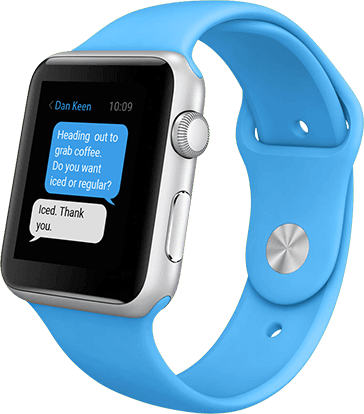 <Dan Keen 10:09
Heading out to
grab coffee.
Do you want
iced or regular?
Iced. Thank
you.